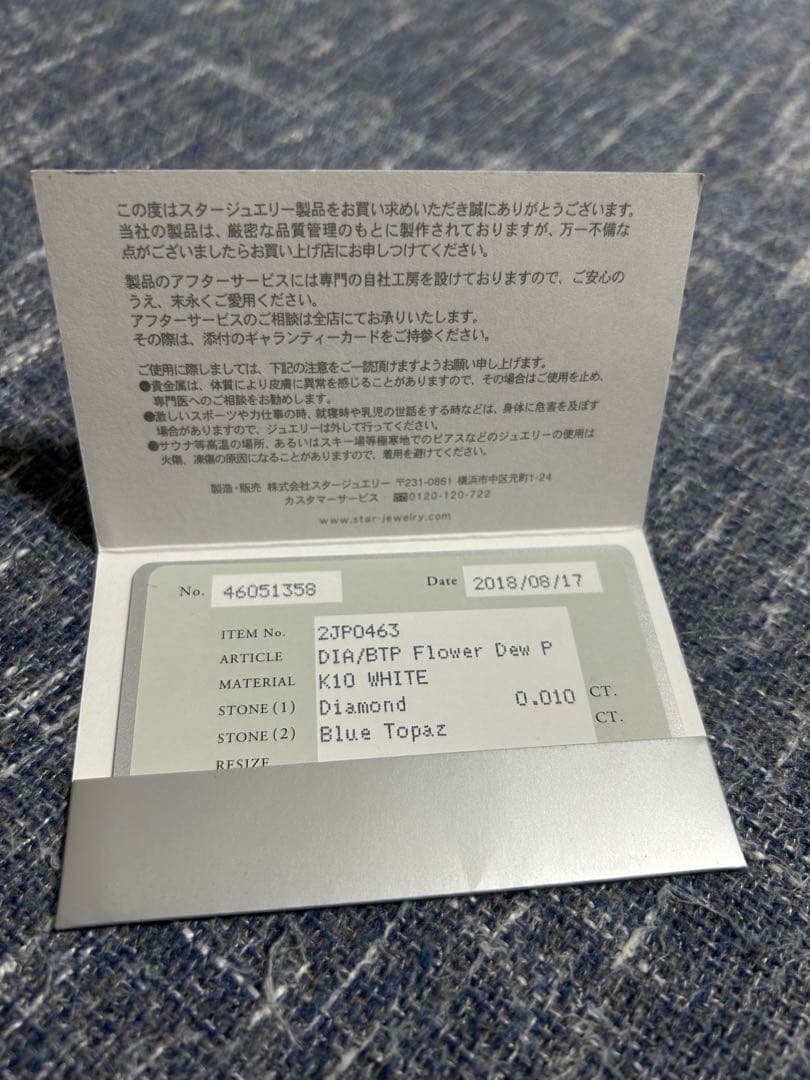 この度はスタージュエリー製品をお買い求めいただき誠にありがとうございます。
当社の製品は、厳密な品質管理のもとに製作されておりますが、万一不備な
点がございましたらお買い上げ店にお申しつけてください。
製品のアフターサービスには専門の自社工房を設けておりますので、ご安心の
うえ、末永くご愛用ください。
アフターサービスのご相談は全店にてお承りいたします。
その際は、添付のギャランティーカードをご持参ください。
ご使用に際しましては、下記の注意をご一読頂けますようお願い申し上げます。
●貴金属は、体質により皮膚に異常を感じることがありますので、その場合はご使用を止め、
専門医へのご相談をお勧めします。
●激しいスポーツや力仕事の時、就寝時や乳児の世話をする時などは、身体に危害を及ぼす
場合がありますので、ジュエリーは外して行ってください。
●サウナ等高温の場所、あるいはスキー場等極寒地でのピアスなどのジュエリーの使用は
火傷、凍傷の原因になることがありますので、着用を避けてください。
製造・販売 株式会社スタージュエリー 〒231-0861 横浜市中区元町1-24
カスタマーサービス 0120-120-722
www.star-jewelry.com
No. 46051358 Date 2018/08/17
ITEM No. 2JP0463
ARTICLE DIA/BTP Flower Dew P
MATERIAL K10 WHITE
STONE (1) Diamond 0.010 CT.
STONE (2) Blue Topaz CT.
RESIZE